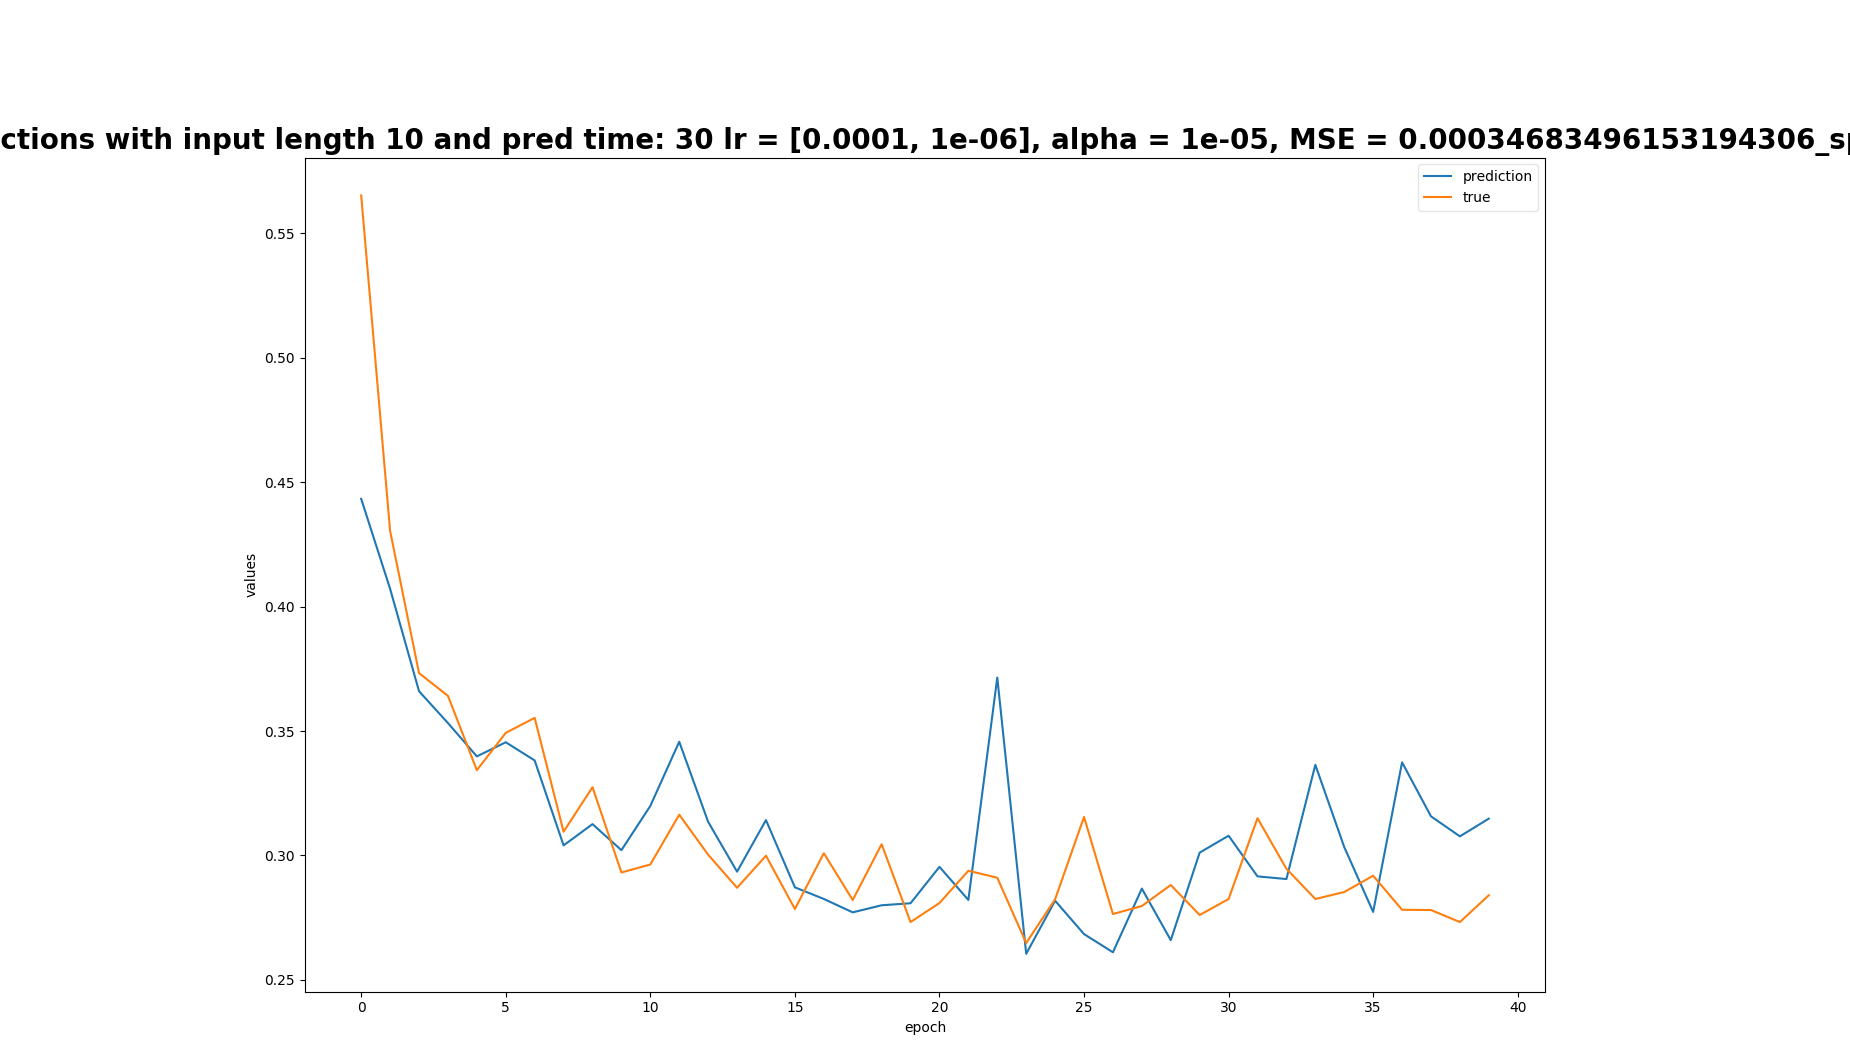 ctions with input length 10 and pred time: 30 lr = [0.0001, 1e-06], alpha = 1e-05, MSE = 0.00034683496153194306_sp
prediction
true
0.55
0.50
0.45
0.40
0.35
0.30
0.25
values
0 5 10 15 20 25 30 35 40
epoch